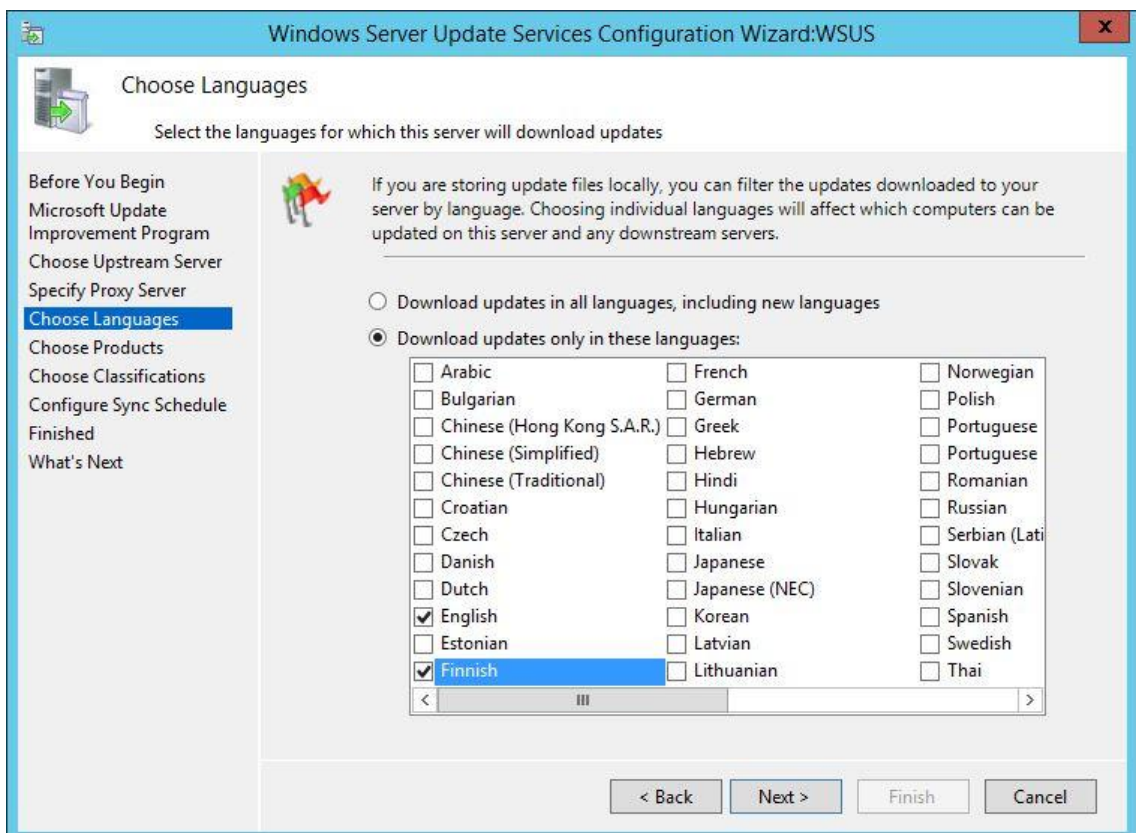 Windows Server Update Services Configuration Wizard:WSUS
X
Choose Languages
Select the languages for which this server will download updates
Before You Begin
Microsoft Update
Improvement Program
Choose Upstream Server
Specify Proxy Server
Choose Languages
Choose Products
Choose Classifications
Configure Sync Schedule
Finished
What's Next
If you are storing update files locally, you can filter the updates downloaded to your
server by language. Choosing individual languages will affect which computers can be
updated on this server and any downstream servers.
Download updates in all languages, including new languages
Download updates only in these languages:
Arabic
Bulgarian
Chinese (Hong Kong S.A.R.)
Chinese (Simplified)
Chinese (Traditional)
Croatian
Czech
Danish
Dutch
English
Estonian
Finnish
French
German
Greek
Hebrew
Hindi
Hungarian
Italian
Japanese
Japanese (NEC)
Korean
Latvian
Lithuanian
Norwegian
Polish
Portuguese
Portuguese
Romanian
Russian
Serbian (Lati
Slovak
Slovenian
Spanish
Swedish
Thai
< Back
Next >
Finish
Cancel